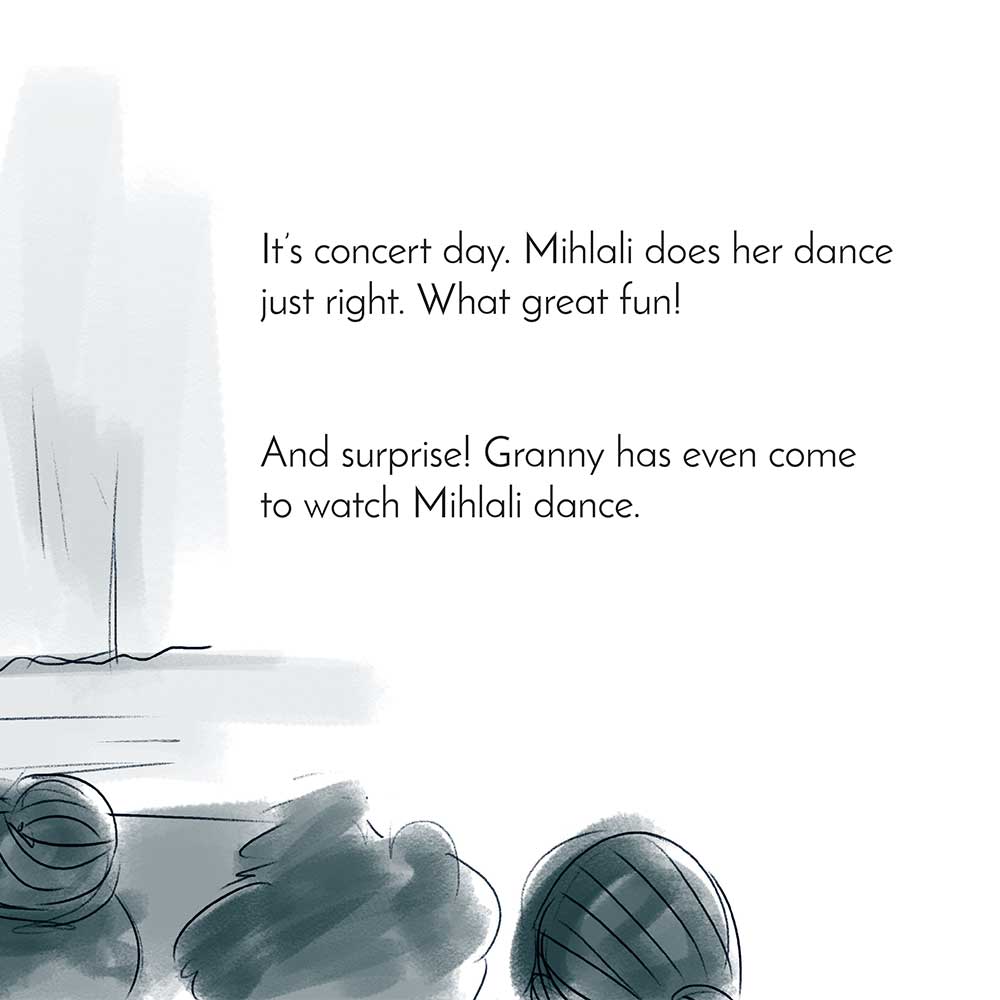 It’s concert day. Mihlali does her dance
just right. What great fun!
And surprise! Granny has even come
to watch Mihlali dance.